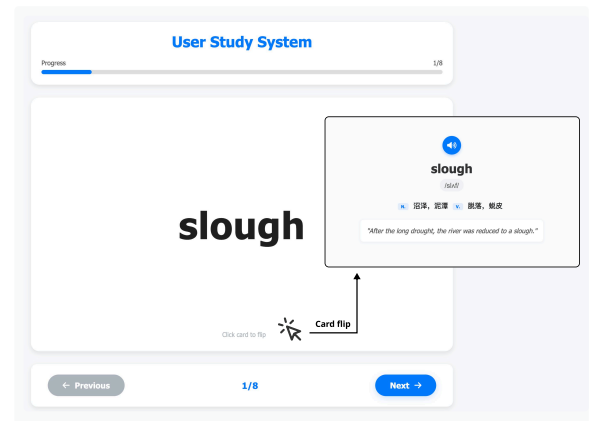 User Study System
Progress
1/8
slough
slough
/slʌf/
n. 沼泽，泥潭 v. 脱落，蜕皮
"After the long drought, the river was reduced to a slough."
Click card to flip
Card flip
← Previous
1/8
Next →